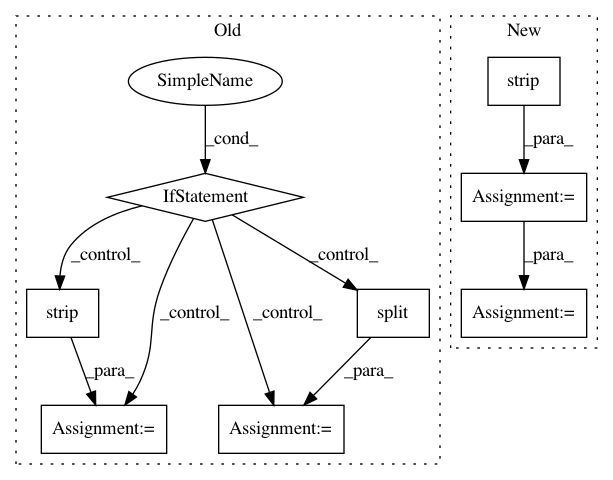 Old
New
SimpleName
strip
_cond_
_para_
IfStatement
Assignment:=
_control_
_control_
_control_
_control_
_para_
strip
split
Assignment:=
_para_
_para_
Assignment:=
Assignment:=